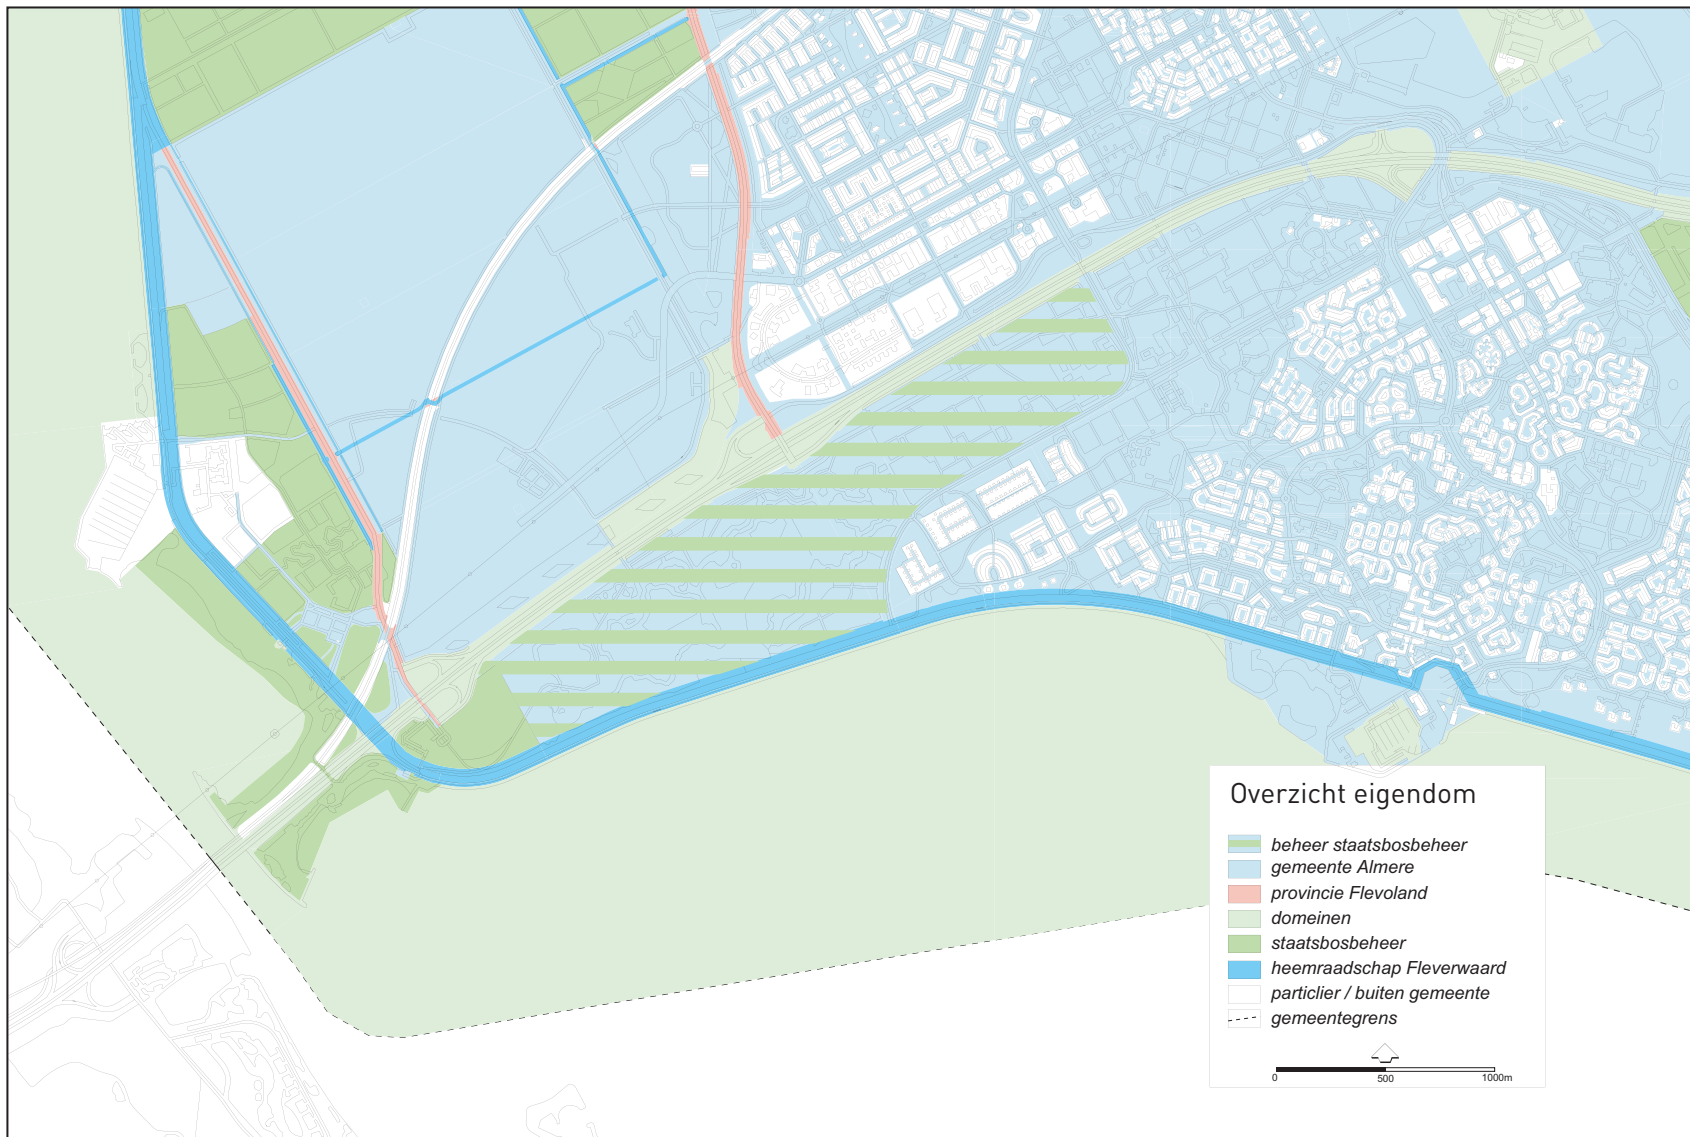 Overzicht eigendom
beheer staatsbosbeheer
gemeente Almere
provincie Flevoland
domeinen
staatsbosbeheer
heemraadschap Fleverwaard
particlier / buiten gemeente
gemeentegrens
0 500 1000m